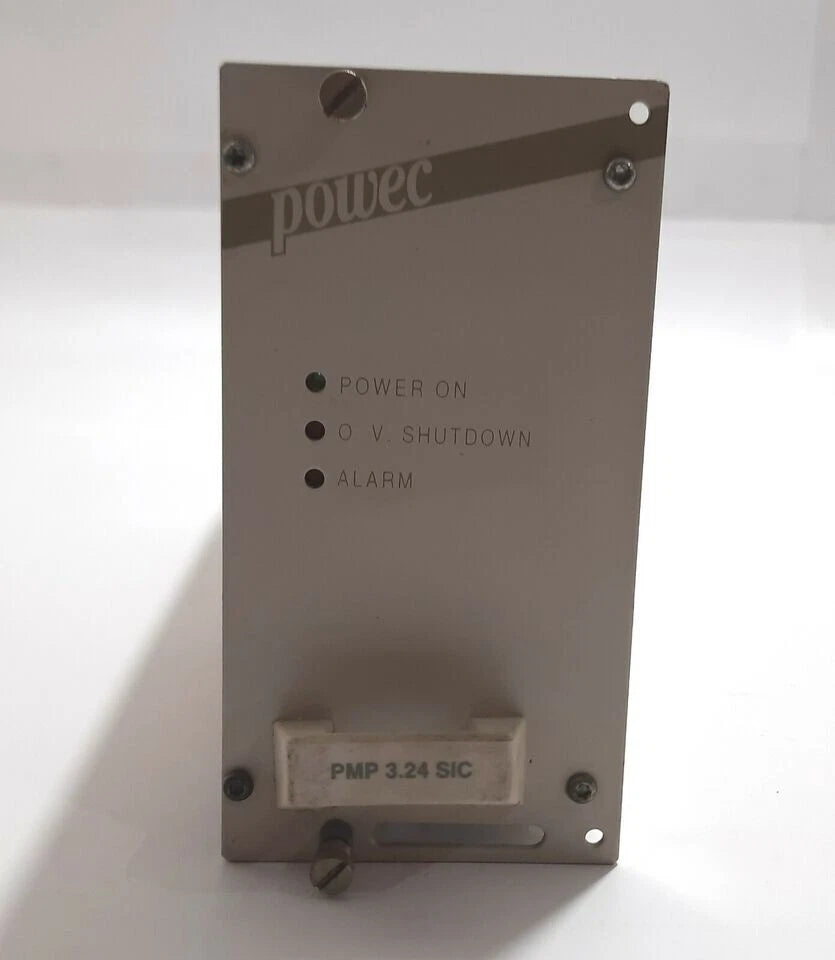 powec
POWER ON
O V. SHUTDOWN
ALARM
PMP 3.24 SIC